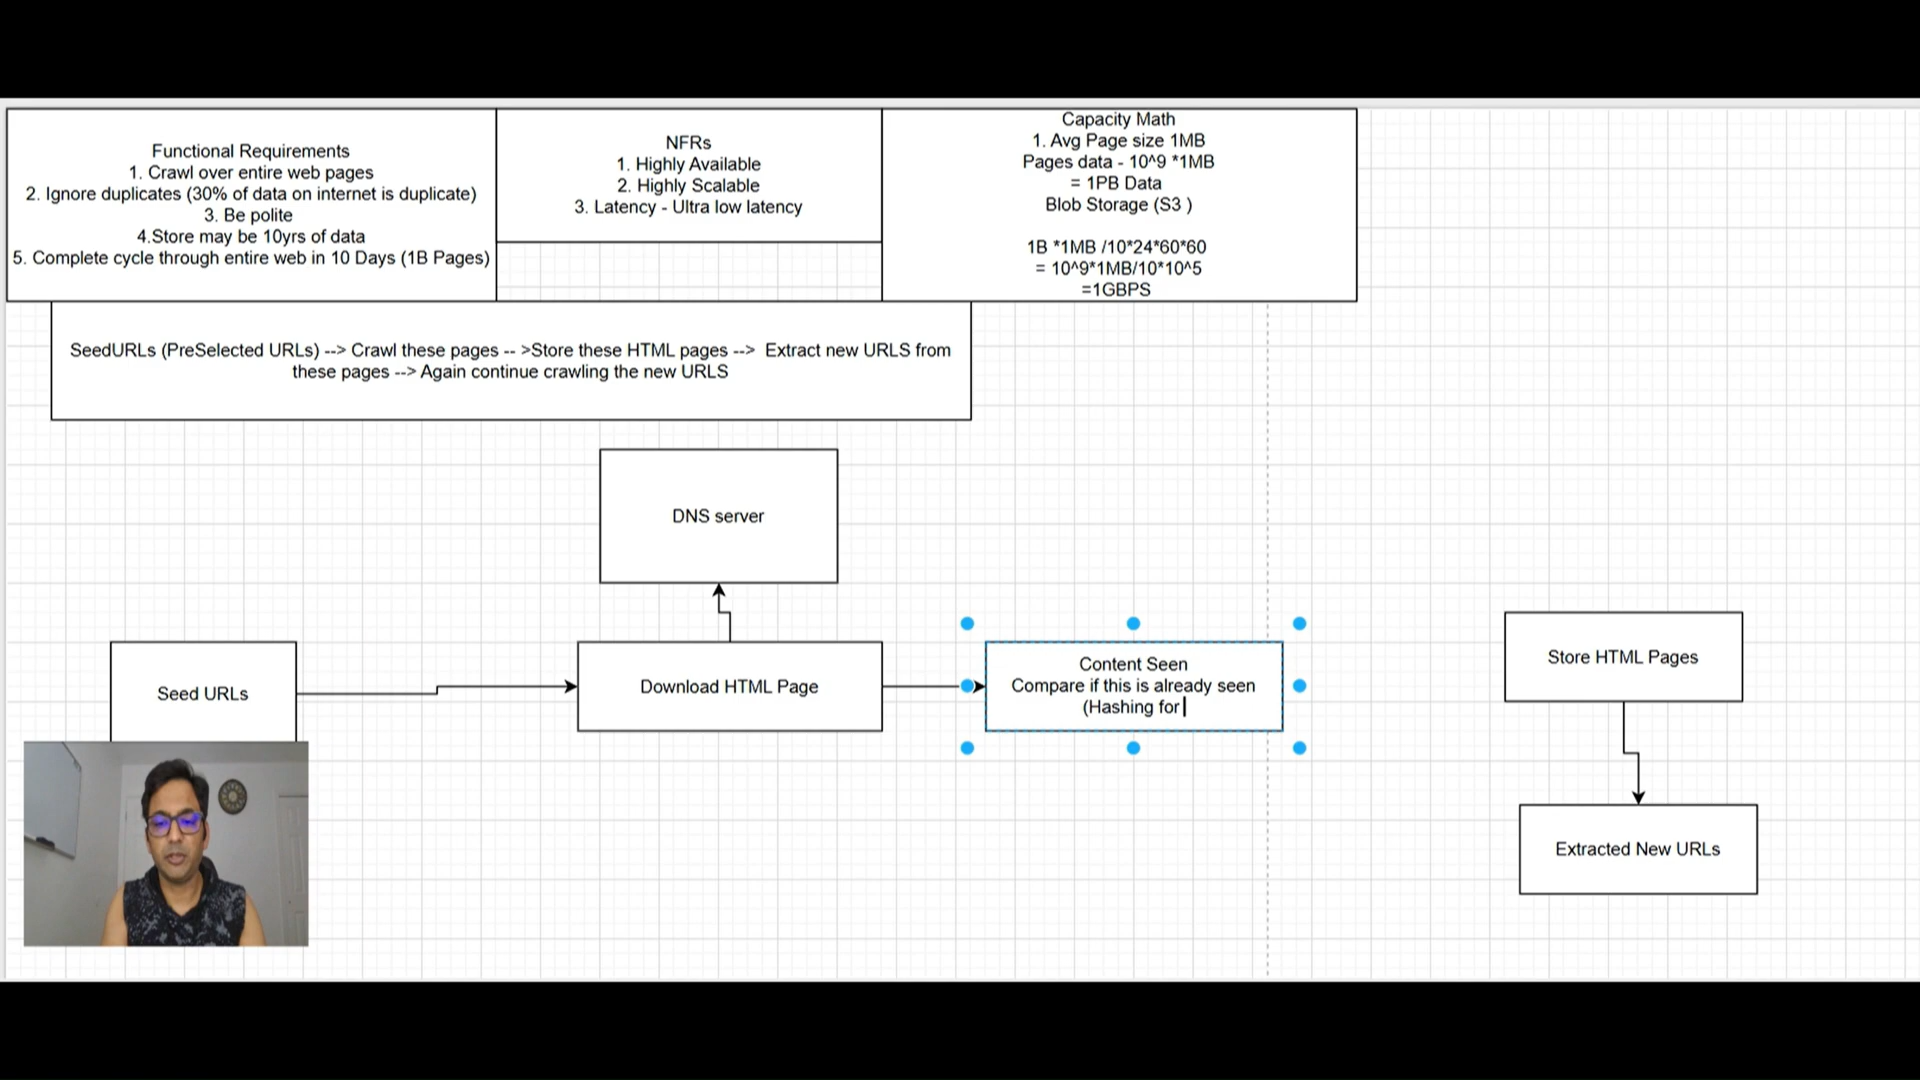 Functional Requirements
1. Crawl over entire web pages
2. Ignore duplicates (30% of data on internet is duplicate)
3. Be polite
4.Store may be 10yrs of data
5. Complete cycle through entire web in 10 Days (1B Pages)
NFRs
1. Highly Available
2. Highly Scalable
3. Latency - Ultra low latency
Capacity Math
1. Avg Page size 1MB
Pages data - 10^9 *1MB
= 1PB Data
Blob Storage (S3 )
1B *1MB /10*24*60*60
= 10^9*1MB/10*10^5
=1GBPS
SeedURLs (PreSelected URLs) --> Crawl these pages -- >Store these HTML pages --> Extract new URLS from
these pages --> Again continue crawling the new URLS
DNS server
Seed URLs
Download HTML Page
Content Seen
Compare if this is already seen
(Hashing for
Store HTML Pages
Extracted New URLs